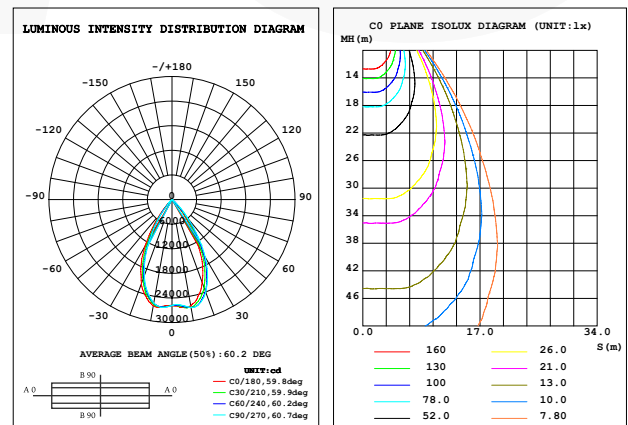 LUMINOUS INTENSITY DISTRIBUTION DIAGRAM
-/+180
-150 150
-120 120
-90 90
-60 60
-30 30
0
0
6000
12000
18000
24000
30000
AVERAGE BEAM ANGLE(50%):60.2 DEG
UNIT:cd
C0/180,59.8deg
C30/210,59.9deg
C60/240,60.2deg
C90/270,60.7deg
B 90
A 0 A 0
B 90
C0 PLANE ISOLUX DIAGRAM (UNIT:lx)
MH(m)
14
18
22
26
30
34
38
42
46
0.0 17.0 34.0
S(m)
160 26.0
130 21.0
100 13.0
78.0 10.0
52.0 7.80